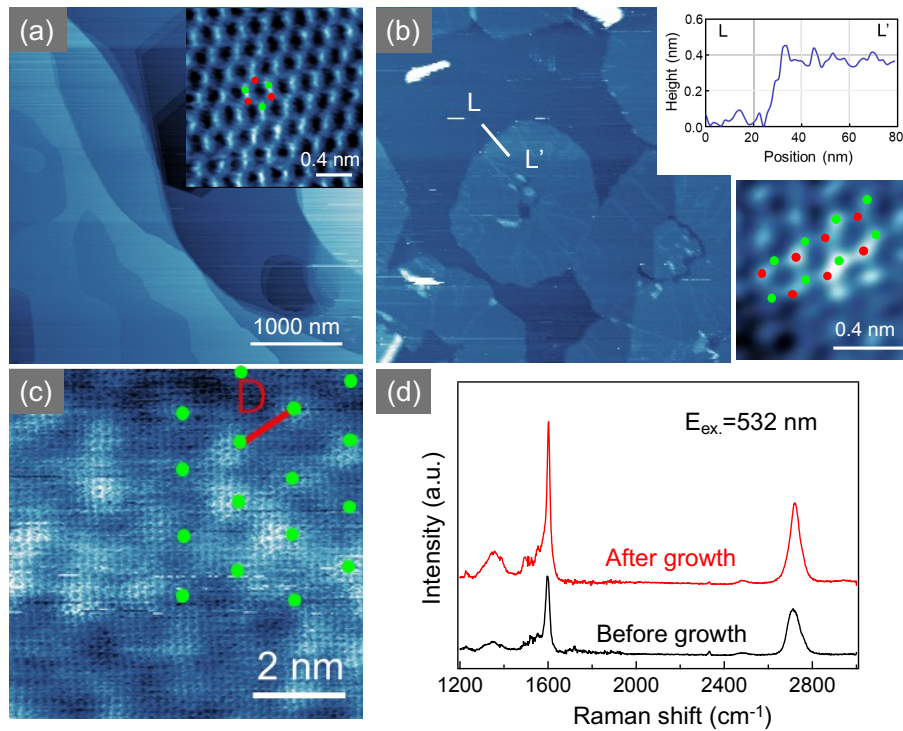 (a)
0.4 nm
1000 nm
(b)
L
L'
L
L'
Height (nm)
0.6
0.4
0.2
0.0
0
20
40
60
80
Position (nm)
0.4 nm
(c)
D
2 nm
(d)
E_ex.=532 nm
Intensity (a.u.)
After growth
Before growth
1200
1600
2000
2400
2800
Raman shift (cm⁻¹)